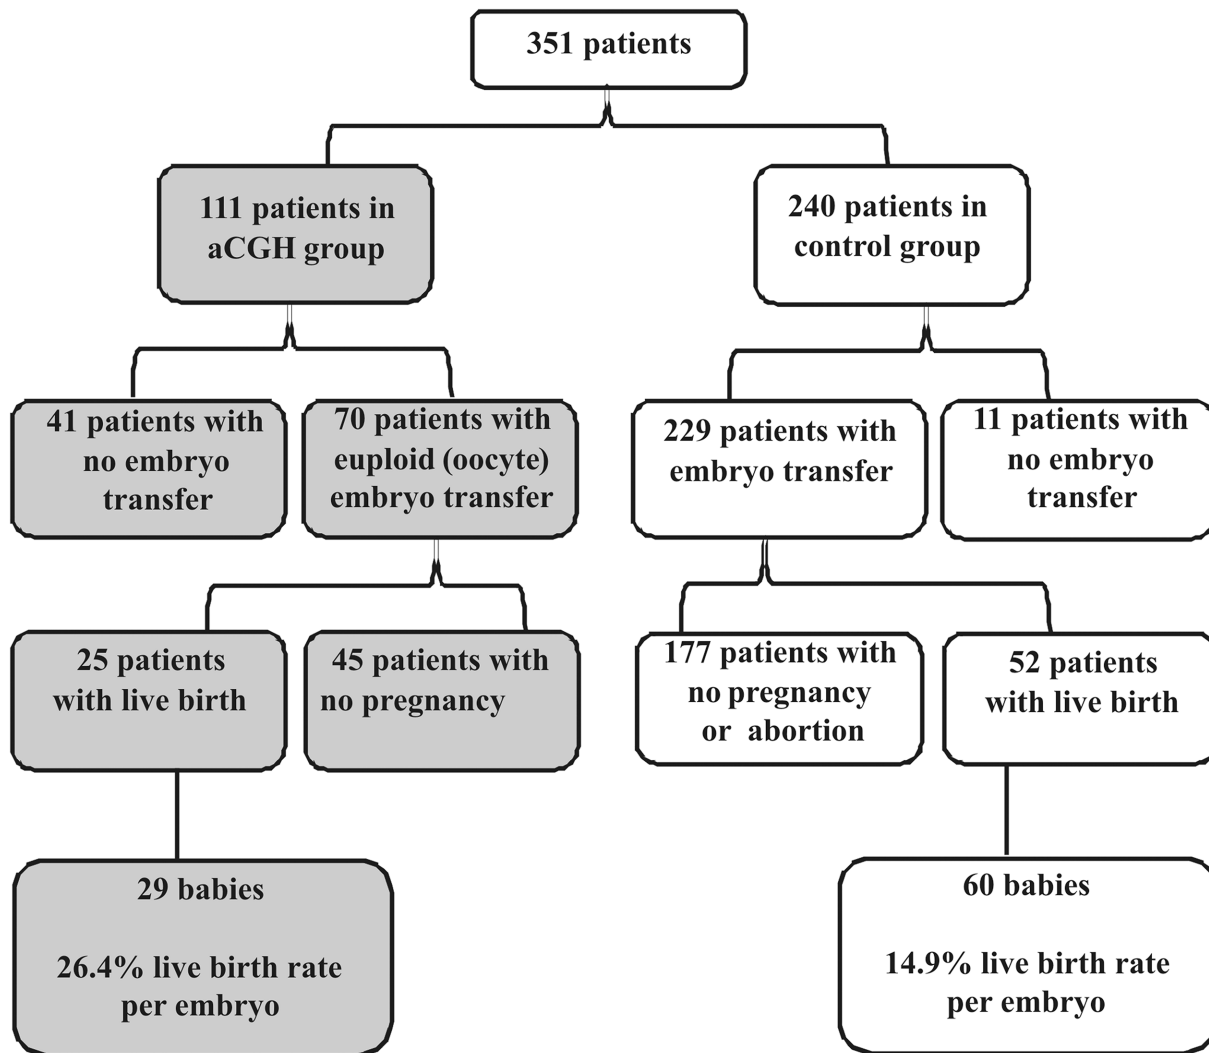 351 patients
111 patients in
aCGH group
240 patients in
control group
41 patients with
no embryo
transfer
70 patients with
euploid (oocyte)
embryo transfer
229 patients with
embryo transfer
11 patients with
no embryo
transfer
25 patients
with live birth
45 patients with
no pregnancy
177 patients with
no pregnancy
or abortion
52 patients
with live birth
29 babies
26.4% live birth rate
per embryo
60 babies
14.9% live birth rate
per embryo